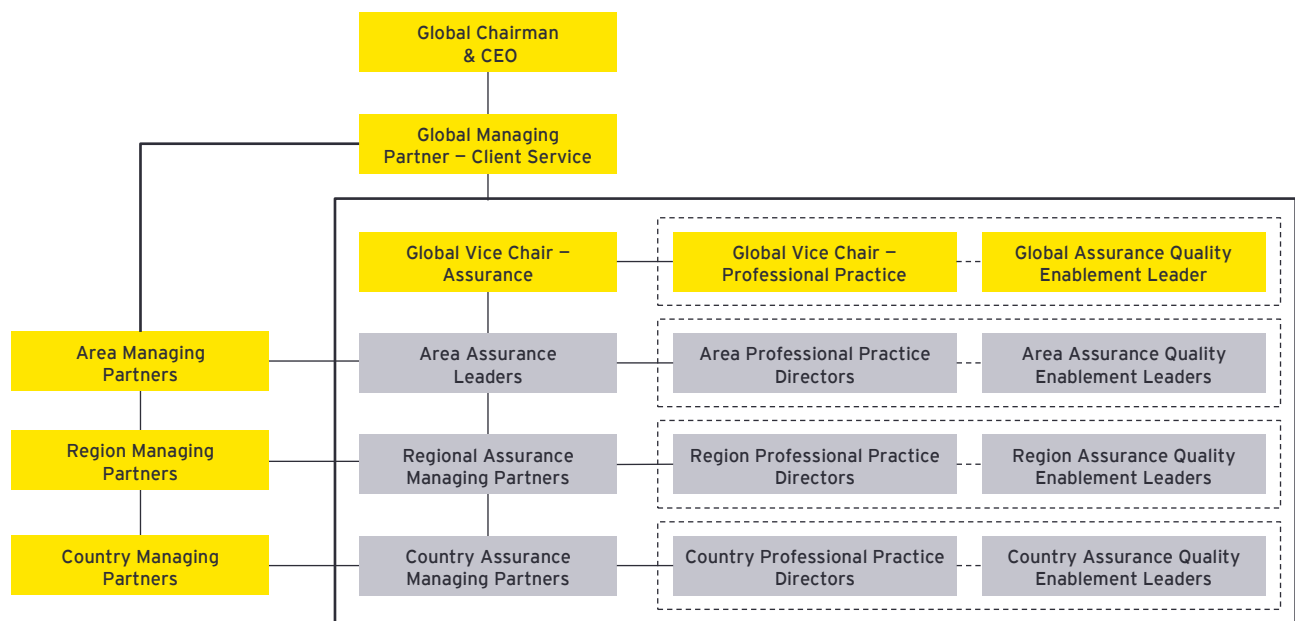 Global Chairman
& CEO
Global Managing
Partner – Client Service
Global Vice Chair –
Assurance
Global Vice Chair –
Professional Practice
Global Assurance Quality
Enablement Leader
Area Managing
Partners
Area Assurance
Leaders
Area Professional Practice
Directors
Area Assurance Quality
Enablement Leaders
Region Managing
Partners
Regional Assurance
Managing Partners
Region Professional Practice
Directors
Region Assurance Quality
Enablement Leaders
Country Managing
Partners
Country Assurance
Managing Partners
Country Professional Practice
Directors
Country Assurance Quality
Enablement Leaders